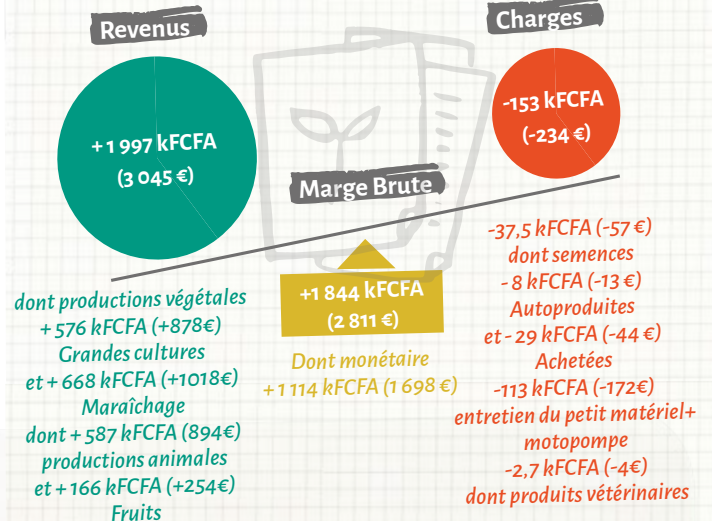 Revenus
+1 997 kFCFA
(3 045 €)
dont productions végétales
+ 576 kFCFA (+878€)
Grandes cultures
et + 668 kFCFA (+1018€)
Maraîchage
dont + 587 kFCFA (894€)
productions animales
et + 166 kFCFA (+254€)
Fruits
Marge Brute
+1 844 kFCFA
(2 811 €)
Dont monétaire
+ 1 114 kFCFA (1 698 €)
Charges
-153 kFCFA
(-234 €)
-37,5 kFCFA (-57 €)
dont semences
- 8 kFCFA (-13 €)
Autoproduites
et - 29 kFCFA (-44 €)
Achetées
-113 kFCFA (-172€)
entretien du petit matériel+
motopompe
-2,7 kFCFA (-4€)
dont produits vétérinaires